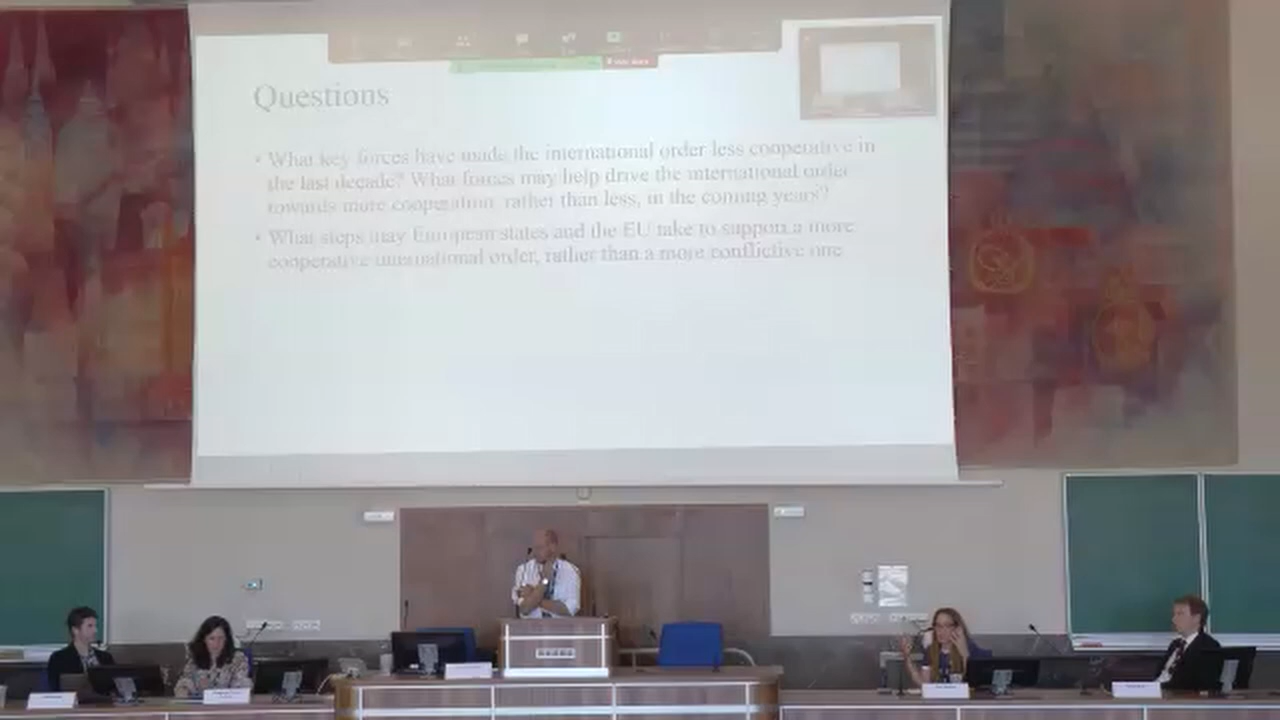 Questions
• What key forces have made the international order less cooperative in
the last decade? What forces may help drive the international order
towards more cooperation, rather than less, in the coming years?
• What steps may European states and the EU take to support a more
cooperative international order, rather than a more conflictive one